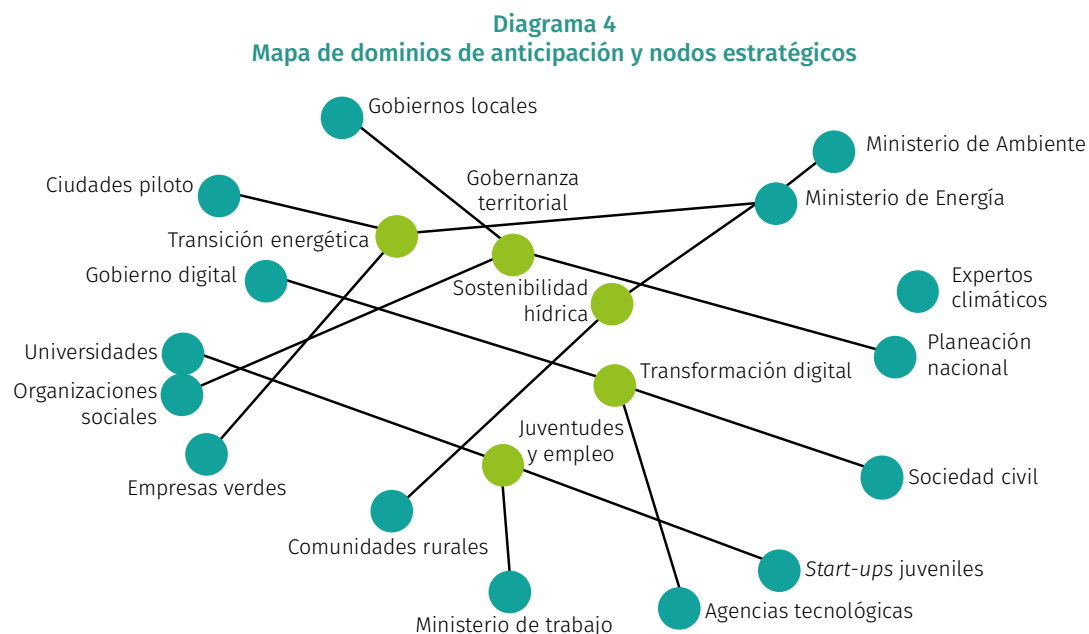 Diagrama 4
Mapa de dominios de anticipación y nodos estratégicos
Gobiernos locales
Ministerio de Ambiente
Ciudades piloto
Gobernanza
territorial
Ministerio de Energía
Transición energética
Gobierno digital
Sostenibilidad
hídrica
Expertos
climáticos
Universidades
Planeación
nacional
Organizaciones
sociales
Transformación digital
Juventudes
y empleo
Empresas verdes
Sociedad civil
Comunidades rurales
Start-ups juveniles
Ministerio de trabajo
Agencias tecnológicas